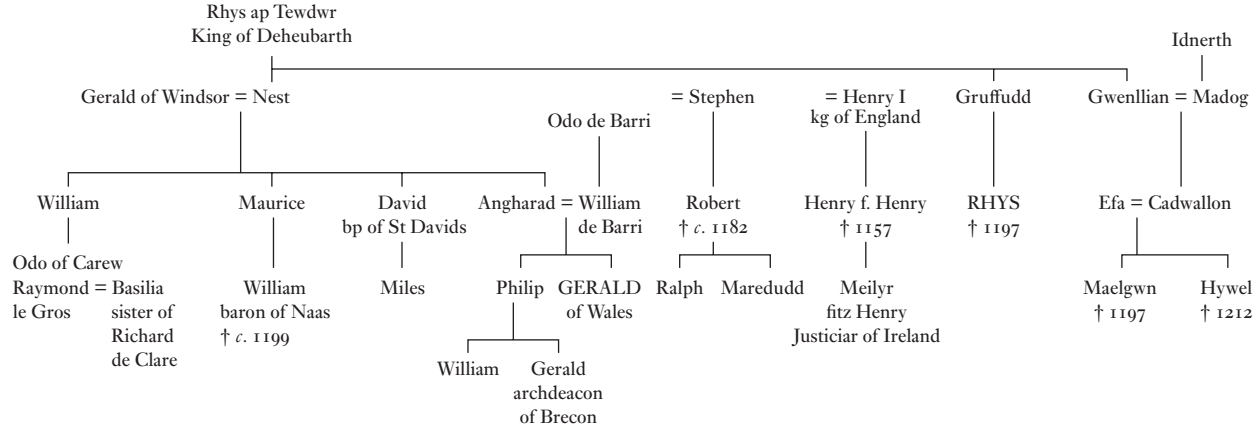 Rhys ap Tewdwr
King of Deheubarth
Idnerth
Gerald of Windsor = Nest
= Stephen
= Henry I
kg of England
Gruffudd
Gwenllian = Madog
Odo de Barri
William
Maurice
David
bp of St Davids
Angharad = William
de Barri
Robert
† c. 1182
Henry f. Henry
† 1157
RHYS
† 1197
Efa = Cadwallon
Odo of Carew
Raymond = Basilia
le Gros
sister of
Richard
de Clare
William
baron of Naas
† c. 1199
Miles
Philip
GERALD
of Wales
Ralph
Maredudd
Meilyr
fitz Henry
Justiciar of Ireland
Maelgwn
† 1197
Hywel
† 1212
William
Gerald
archdeacon
of Brecon